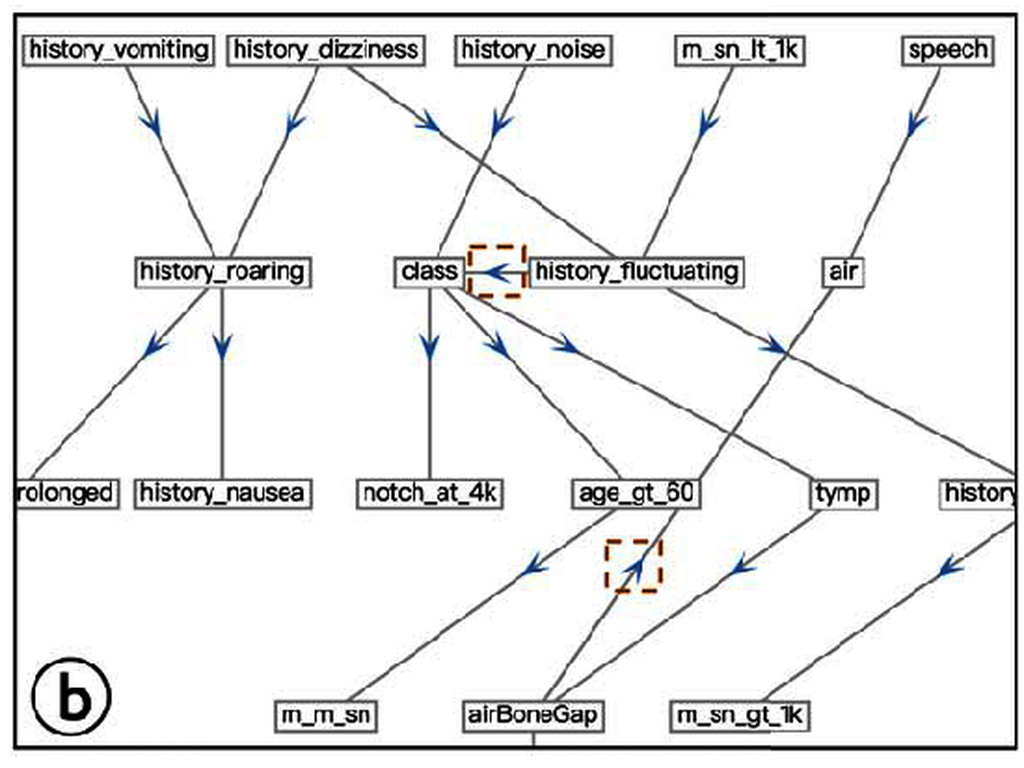 history_vomiting history_dizziness history_noise m_sn_lt_1k speech
history_roaring class history_fluctuating air
rolonged history_nausea notch_at_4k age_gt_60 tymp history
m_m_sn airBoneGap m_sn_gt_1k
b